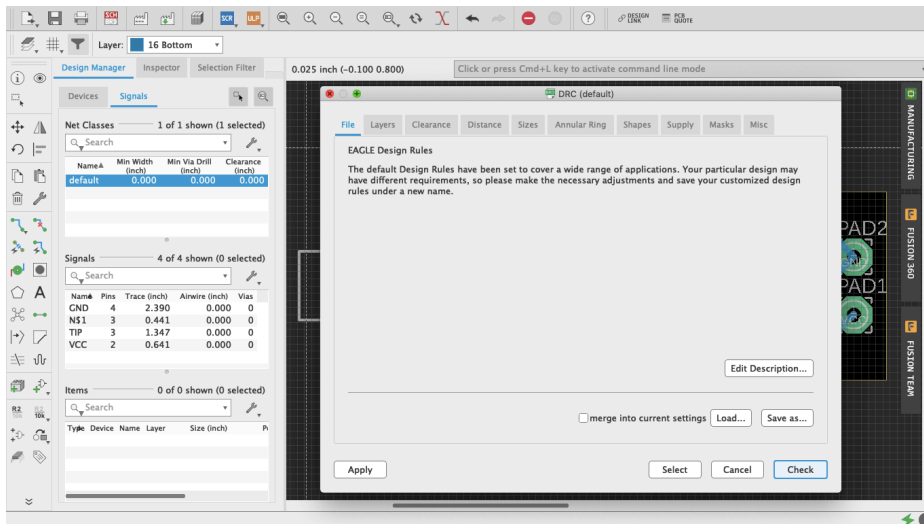 SCH
SCR
ULP
DESIGN LINK
PCB QUOTE
Layer: 16 Bottom
Design Manager Inspector Selection Filter
0.025 inch (-0.100 0.800)
Click or press Cmd+L key to activate command line mode
Devices Signals
Net Classes 1 of 1 shown (1 selected)
Search
Name Min Width (inch) Min Via Drill (inch) Clearance (inch)
default 0.000 0.000 0.000
Signals 4 of 4 shown (0 selected)
Search
Name Pins Trace (inch) Airwire (inch) Vias
GND 4 2.390 0.000 0
N$1 3 0.441 0.000 0
TIP 3 1.347 0.000 0
VCC 2 0.641 0.000 0
Items 0 of 0 shown (0 selected)
Search
Type Device Name Layer Size (inch)
A
R2
10k
DRC (default)
File Layers Clearance Distance Sizes Annular Ring Shapes Supply Masks Misc
EAGLE Design Rules
The default Design Rules have been set to cover a wide range of applications. Your particular design may
have different requirements, so please make the necessary adjustments and save your customized design
rules under a new name.
Edit Description...
merge into current settings Load... Save as...
Apply Select Cancel Check
PAD2
GND
PAD1
MANUFACTURING
F FUSION 360
F FUSION TEAM